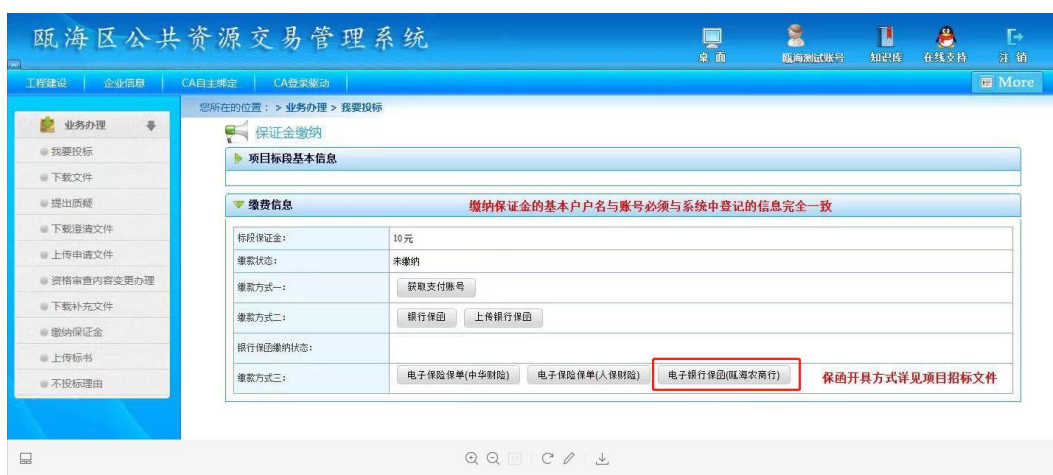 瓯海区公共资源交易管理系统
桌面 瓯海测试账号 知识库 在线支持 注销
工程建设 企业信息 CA自主绑定 CA登录驱动 More
您所在的位置： > 业务办理 > 我要投标
业务办理
我要投标
下载文件
提出质疑
下载澄清文件
上传申请文件
资格审查内容变更办理
下载补充文件
缴纳保证金
上传标书
不投标理由
保证金缴纳
项目标段基本信息
缴费信息 缴纳保证金的基本户户名与账号必须与系统中登记的信息完全一致
标段保证金： 10元
缴款状态： 未缴纳
缴款方式一： 获取支付账号
缴款方式二： 银行保函 上传银行保函
银行保函缴纳状态：
缴款方式三： 电子保险保单(中华财险) 电子保险保单(人保财险) 电子银行保函(瓯海农商行) 保函开具方式详见项目招标文件